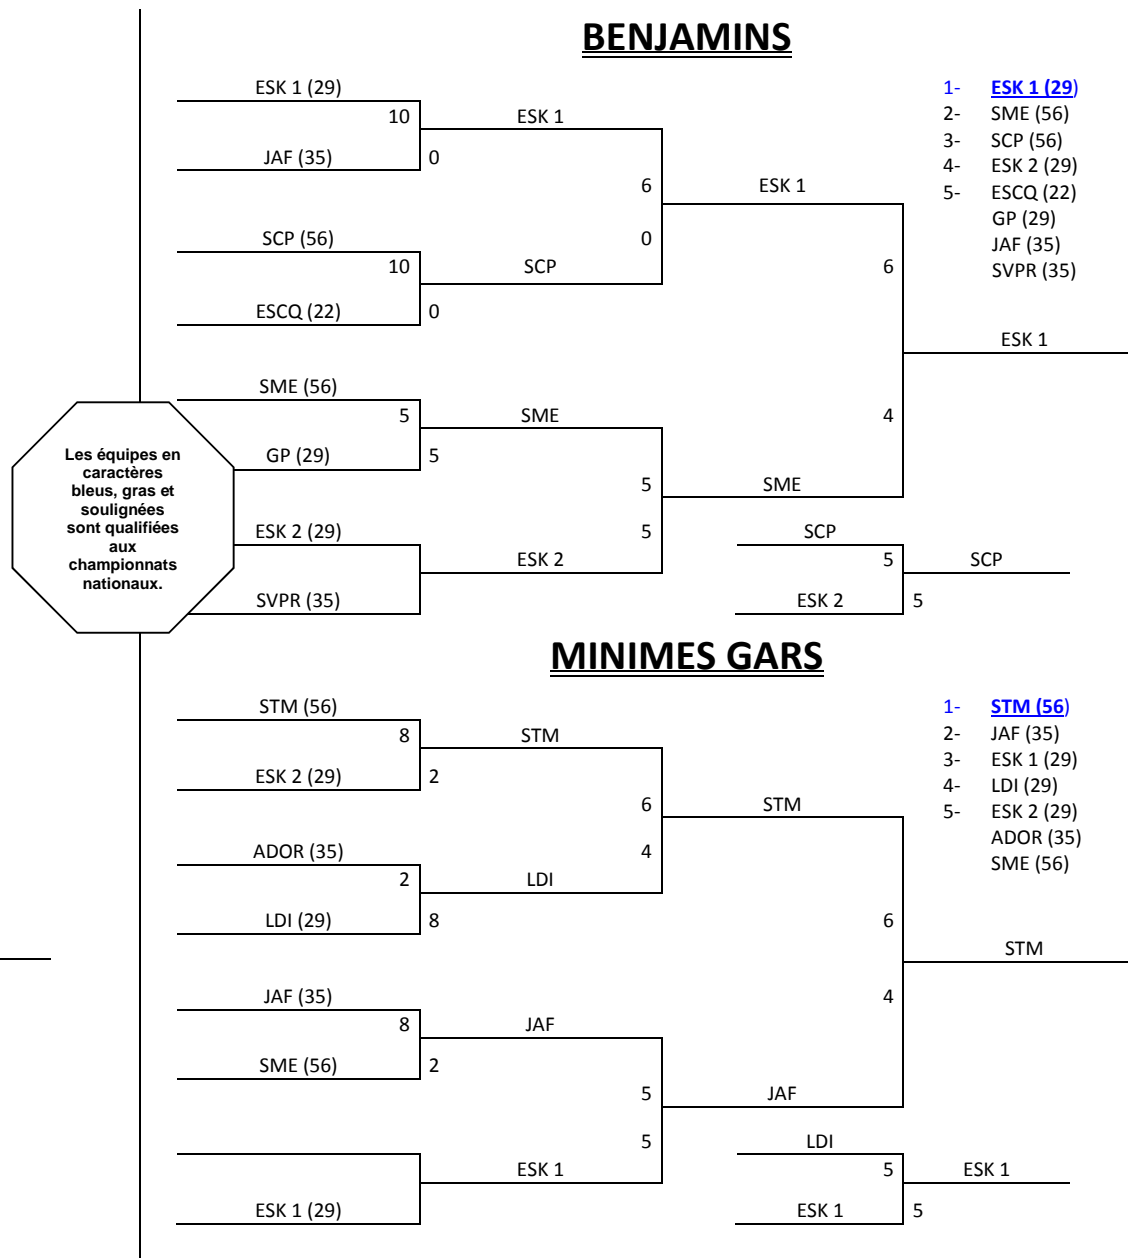 BENJAMINS
ESK 1 (29)
10
ESK 1
JAF (35)
0
6
ESK 1
SCP (56)
0
10
SCP
6
ESCQ (22)
0
ESK 1
SME (56)
5
SME
4
GP (29)
5
5
SME
ESK 2 (29)
5
SCP
ESK 2
5
SCP
SVPR (35)
ESK 2
5
1- ESK 1 (29)
2- SME (56)
3- SCP (56)
4- ESK 2 (29)
5- ESCQ (22)
GP (29)
JAF (35)
SVPR (35)
Les équipes en
caractères
bleus, gras et
soulignées
sont qualifiées
aux
championnats
nationaux.
MINIMES GARS
STM (56)
8
STM
ESK 2 (29)
2
6
STM
ADOR (35)
4
2
LDI
LDI (29)
8
6
STM
JAF (35)
4
8
JAF
SME (56)
2
5
JAF
5
LDI
ESK 1
5
ESK 1
ESK 1 (29)
ESK 1
5
1- STM (56)
2- JAF (35)
3- ESK 1 (29)
4- LDI (29)
5- ESK 2 (29)
ADOR (35)
SME (56)